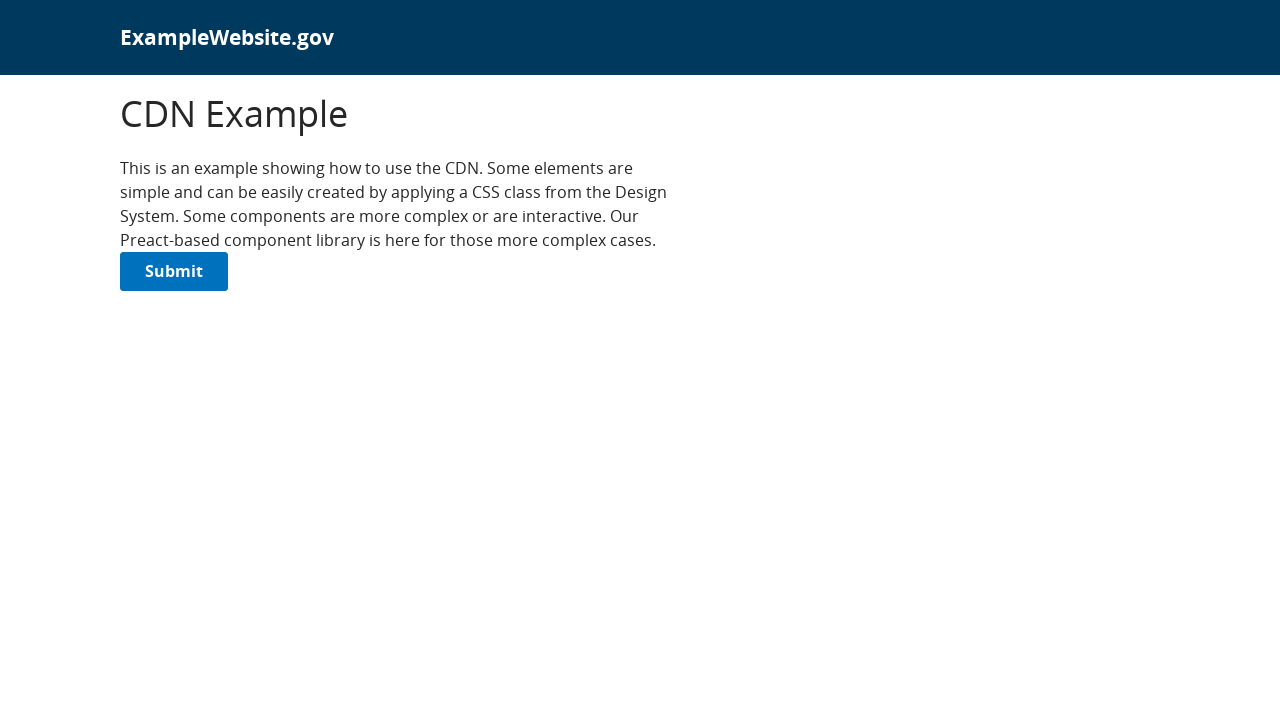 ExampleWebsite.gov
CDN Example
This is an example showing how to use the CDN. Some elements are
simple and can be easily created by applying a CSS class from the Design
System. Some components are more complex or are interactive. Our
Preact-based component library is here for those more complex cases.
Submit